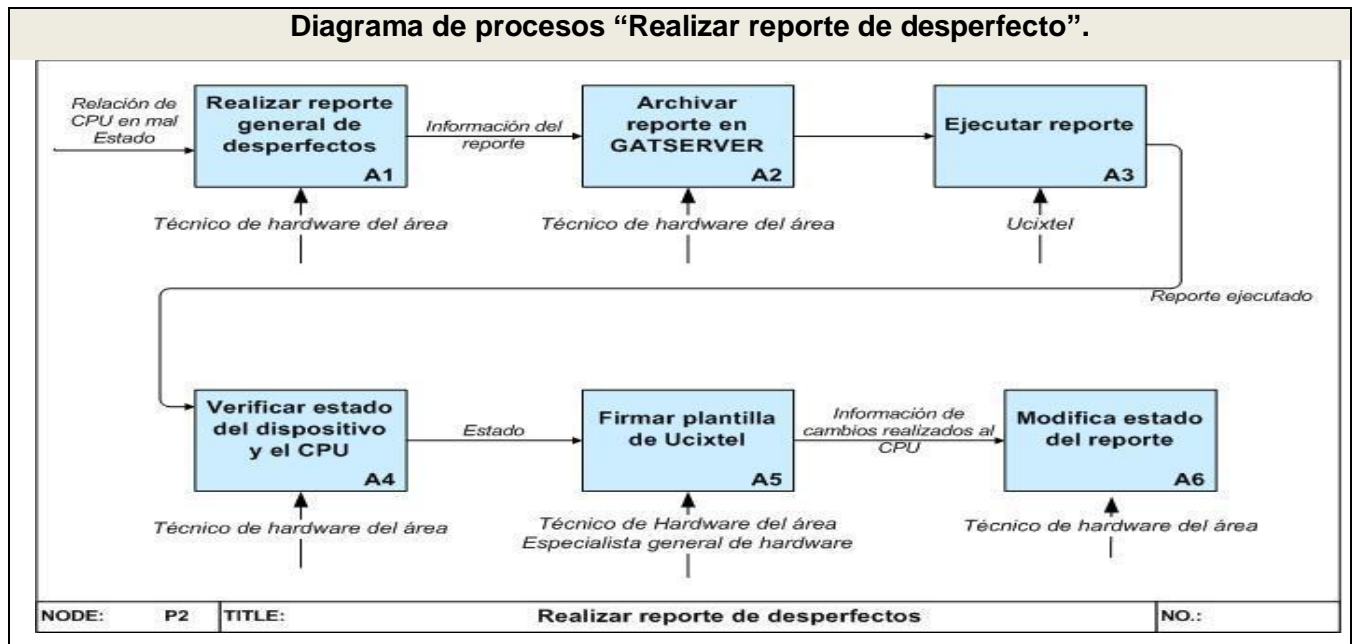 Diagrama de procesos “Realizar reporte de desperfecto”.
Relación de
CPU en mal
Estado
Realizar reporte
general de
desperfectos
A1
Información del
reporte
Archivar
reporte en
GATSERVER
A2
Ejecutar reporte
A3
Técnico de hardware del área
Técnico de hardware del área
Ucixtel
Reporte ejecutado
Verificar estado
del dispositivo
y el CPU
A4
Estado
Firmar plantilla
de Ucixtel
A5
Información de
cambios realizados al
CPU
Modifica estado
del reporte
A6
Técnico de hardware del área
Técnico de Hardware del área
Especialista general de hardware
Técnico de hardware del área
NODE: P2 TITLE: Realizar reporte de desperfectos NO.: